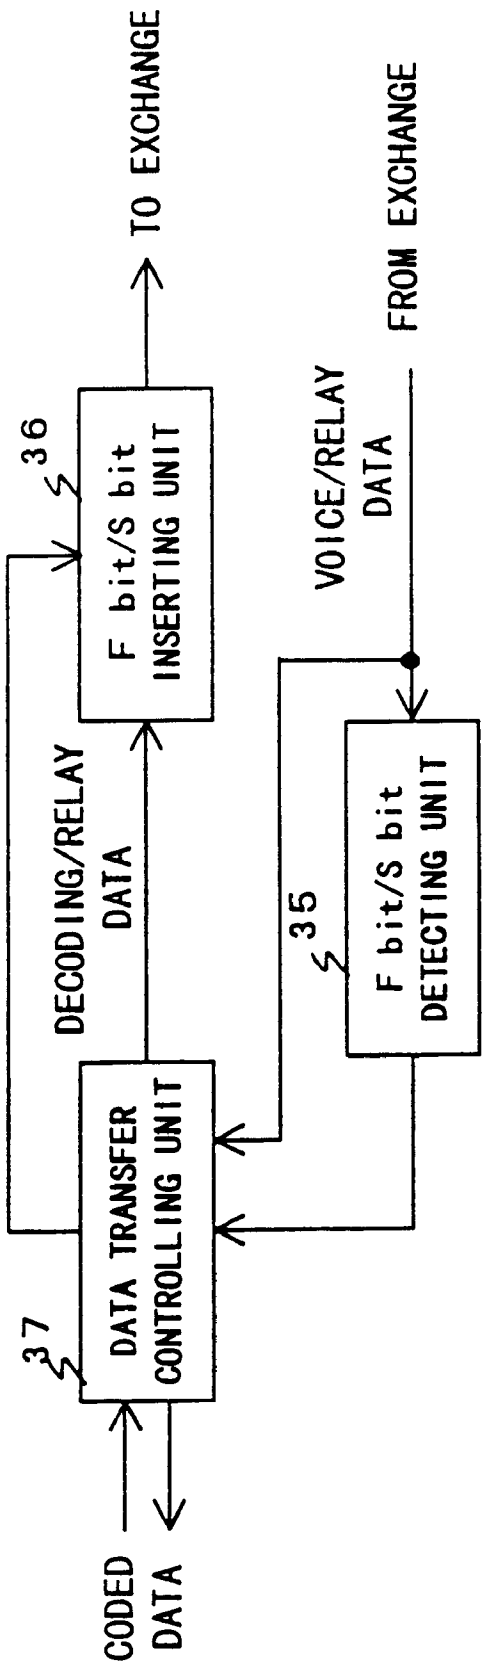 37
36
DECODING/RELAY
DATA
CODED
DATA
DATA TRANSFER
CONTROLLING UNIT
F bit/S bit
INSERTING UNIT
TO EXCHANGE
35
VOICE/RELAY
DATA
F bit/S bit
DETECTING UNIT
FROM EXCHANGE